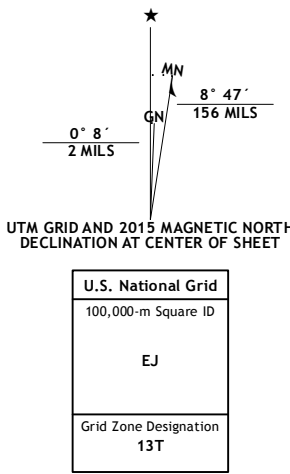 ★
MN
GN
8° 47´
156 MILS
0° 8´
2 MILS
UTM GRID AND 2015 MAGNETIC NORTH
DECLINATION AT CENTER OF SHEET
U.S. National Grid
100,000-m Square ID
EJ
Grid Zone Designation
13T